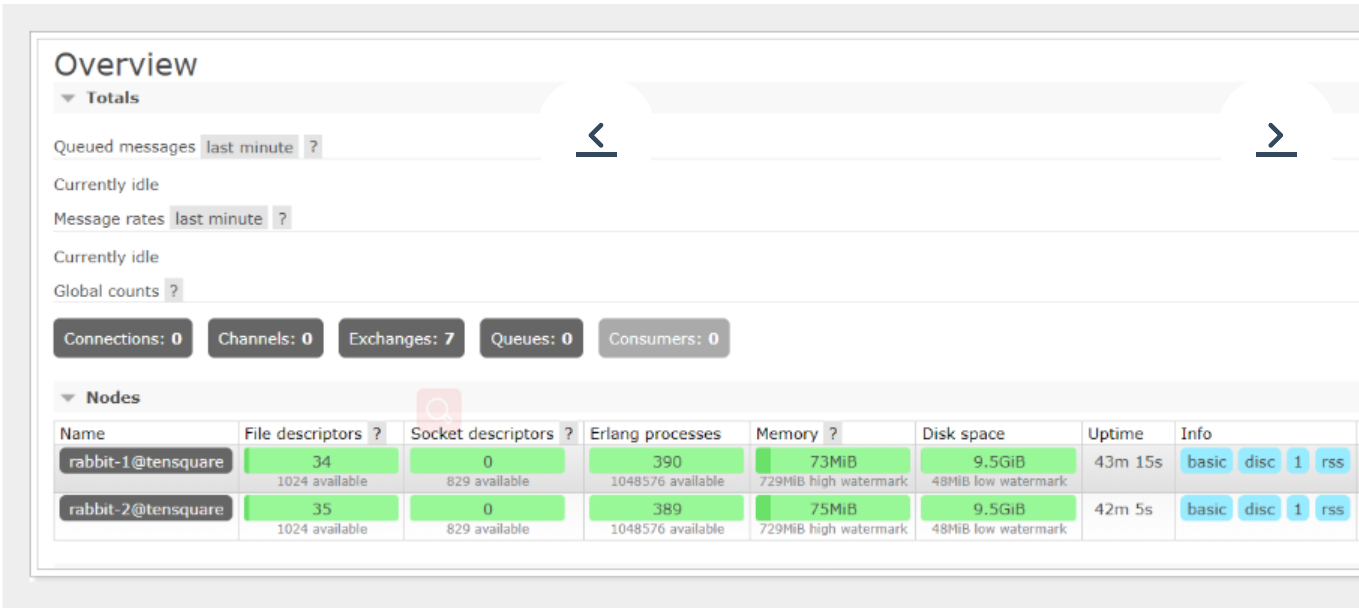 Overview
Totals
Queued messages last minute ?
Currently idle
Message rates last minute ?
Currently idle
Global counts ?
Connections: 0 Channels: 0 Exchanges: 7 Queues: 0 Consumers: 0
Nodes
Name File descriptors ? Socket descriptors ? Erlang processes Memory ? Disk space Uptime Info
rabbit-1@tensquare 34 0 390 73MiB 9.5GiB 43m 15s basic disc 1 rss
1024 available 829 available 1048576 available 729MiB high watermark 48MiB low watermark
rabbit-2@tensquare 35 0 389 75MiB 9.5GiB 42m 5s basic disc 1 rss
1024 available 829 available 1048576 available 729MiB high watermark 48MiB low watermark